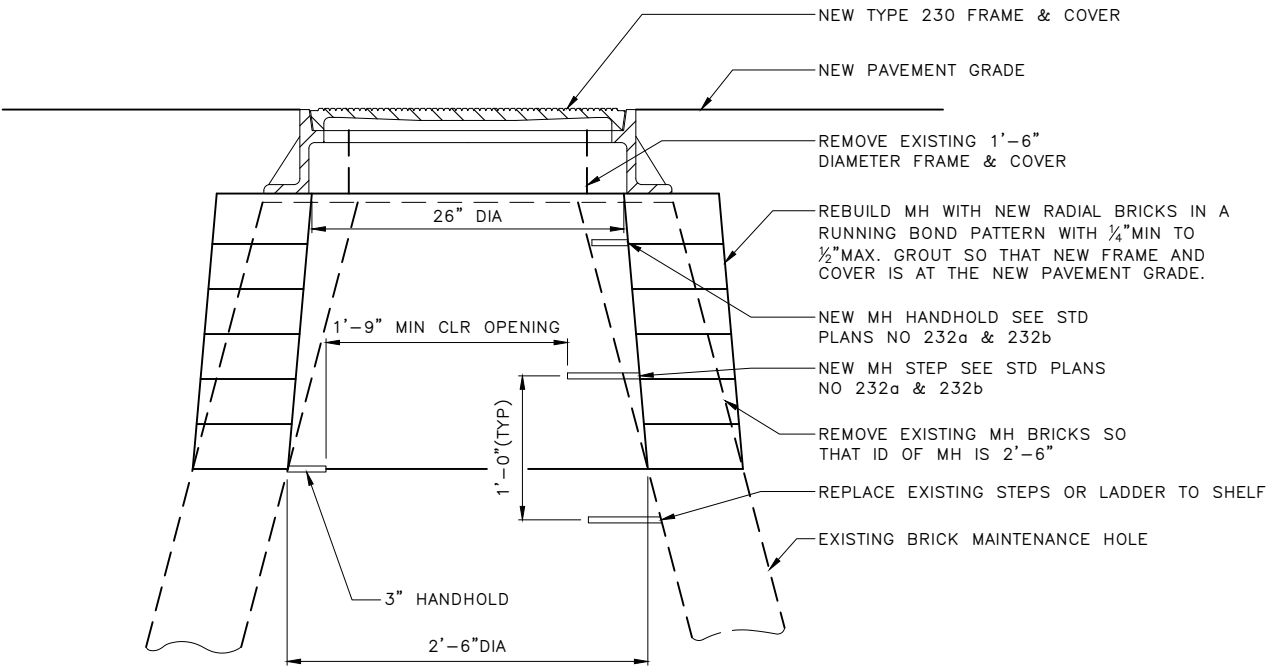 NEW TYPE 230 FRAME & COVER
NEW PAVEMENT GRADE
REMOVE EXISTING 1'-6"
DIAMETER FRAME & COVER
26" DIA
REBUILD MH WITH NEW RADIAL BRICKS IN A
RUNNING BOND PATTERN WITH ¼"MIN TO
½"MAX. GROUT SO THAT NEW FRAME AND
COVER IS AT THE NEW PAVEMENT GRADE.
1'-9" MIN CLR OPENING
NEW MH HANDHOLD SEE STD
PLANS NO 232a & 232b
NEW MH STEP SEE STD PLANS
NO 232a & 232b
1'-0"(TYP)
REMOVE EXISTING MH BRICKS SO
THAT ID OF MH IS 2'-6"
REPLACE EXISTING STEPS OR LADDER TO SHELF
EXISTING BRICK MAINTENANCE HOLE
3" HANDHOLD
2'-6"DIA